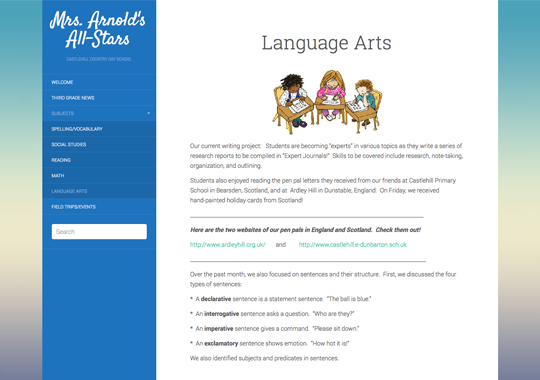 Mrs. Arnold's
All-Stars
CASTLEHILL COUNTRY DAY SCHOOL
WELCOME
THIRD GRADE NEWS
SUBJECTS
SPELLING/VOCABULARY
SOCIAL STUDIES
READING
MATH
LANGUAGE ARTS
FIELD TRIPS/EVENTS
Search
Language Arts
Our current writing project: Students are becoming "experts" in various topics as they write a series of
research reports to be compiled in "Expert Journals!" Skills to be covered include research, note-taking,
organization, and outlining.
Students also enjoyed reading the pen pal letters they received from our friends at Castlehill Primary
School in Bearsden, Scotland, and at Ardley Hill in Dunstable, England. On Friday, we received
hand-painted holiday cards from Scotland!
Here are the two websites of our pen pals in England and Scotland. Check them out!
http://www.ardleyhill.org.uk/ and http://www.castlehill.e-dunbarton.sch.uk
Over the past month, we also focused on sentences and their structure. First, we discussed the four
types of sentences:
* A declarative sentence is a statement sentence. "The ball is blue."
* An interrogative sentence asks a question. "Who are they?"
* An imperative sentence gives a command. "Please sit down."
* An exclamatory sentence shows emotion. "How hot it is!"
We also identified subjects and predicates in sentences.